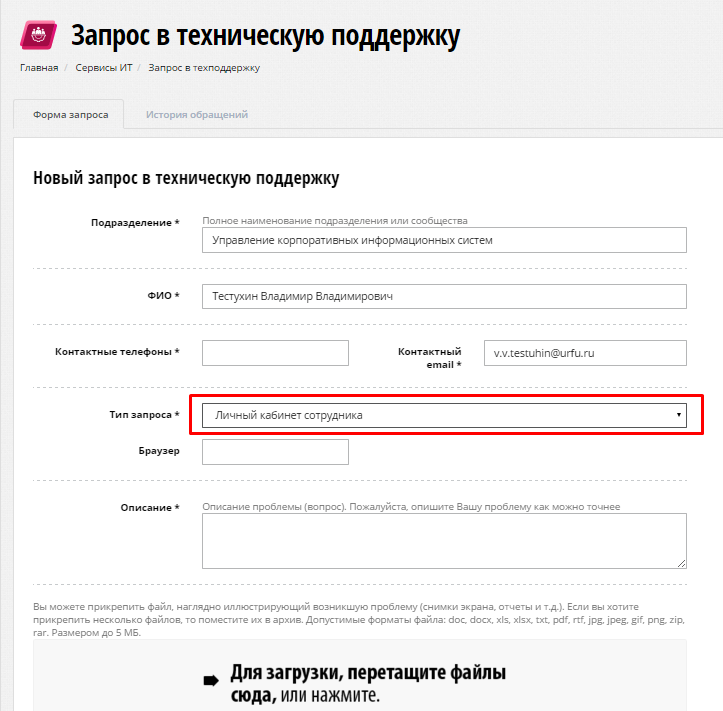 Запрос в техническую поддержку
Главная / Сервисы ИТ / Запрос в техподдержку
Форма запроса История обращений
Новый запрос в техническую поддержку
Подразделение * Полное наименование подразделения или сообщества
Управление корпоративных информационных систем
ФИО * Тестухин Владимир Владимирович
Контактные телефоны * Контактный email * v.v.testuhin@urfu.ru
Тип запроса * Личный кабинет сотрудника
Браузер
Описание * Описание проблемы (вопрос). Пожалуйста, опишите Вашу проблему как можно точнее
Вы можете прикрепить файл, наглядно иллюстрирующий возникшую проблему (снимки экрана, отчеты и т.д.). Если вы хотите
прикрепить несколько файлов, то поместите их в архив. Допустимые форматы файла: doc, docx, xls, xlsx, txt, pdf, rtf, jpg, jpeg, gif, png, zip,
rar. Размером до 5 МБ.
Для загрузки, перетащите файлы
сюда, или нажмите.